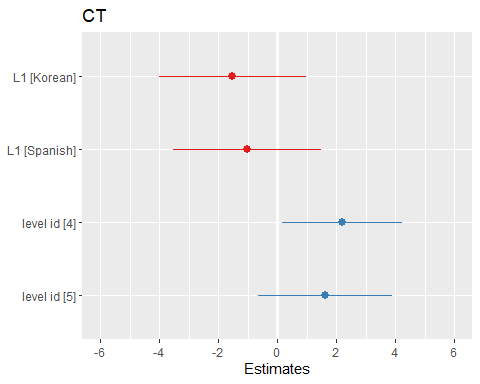 CT
L1 [Korean]
L1 [Spanish]
level id [4]
level id [5]
-6 -4 -2 0 2 4 6
Estimates